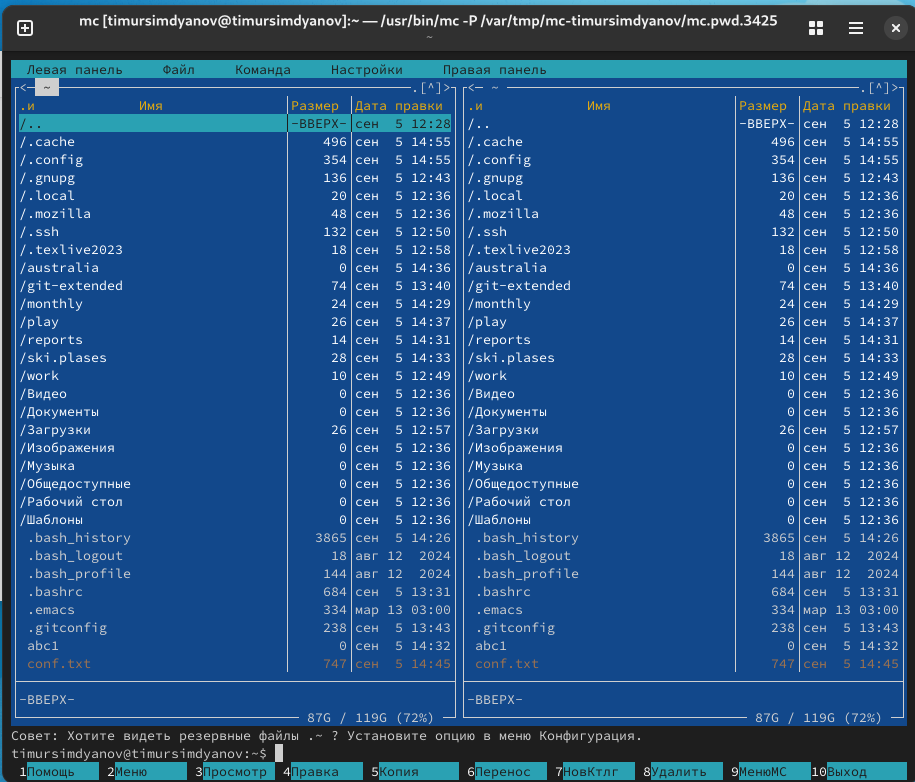 mc [timursimdyanov@timursimdyanov]:~ — /usr/bin/mc -P /var/tmp/mc-timursimdyanov/mc.pwd.3425
~
Левая панель Файл Команда Настройки Правая панель
<─ ~ .[^]> <─ ~ .[^]>
.и Имя Размер Дата правки .и Имя Размер Дата правки
/.. -ВВЕРХ- сен 5 12:28 /.. -ВВЕРХ- сен 5 12:28
/.cache 496 сен 5 14:55 /.cache 496 сен 5 14:55
/.config 354 сен 5 14:55 /.config 354 сен 5 14:55
/.gnupg 136 сен 5 12:43 /.gnupg 136 сен 5 12:43
/.local 20 сен 5 12:36 /.local 20 сен 5 12:36
/.mozilla 48 сен 5 12:36 /.mozilla 48 сен 5 12:36
/.ssh 132 сен 5 12:50 /.ssh 132 сен 5 12:50
/.texlive2023 18 сен 5 12:58 /.texlive2023 18 сен 5 12:58
/australia 0 сен 5 14:36 /australia 0 сен 5 14:36
/git-extended 74 сен 5 13:40 /git-extended 74 сен 5 13:40
/monthly 24 сен 5 14:29 /monthly 24 сен 5 14:29
/play 26 сен 5 14:37 /play 26 сен 5 14:37
/reports 14 сен 5 14:31 /reports 14 сен 5 14:31
/ski.plases 28 сен 5 14:33 /ski.plases 28 сен 5 14:33
/work 10 сен 5 12:49 /work 10 сен 5 12:49
/Видео 0 сен 5 12:36 /Видео 0 сен 5 12:36
/Документы 0 сен 5 12:36 /Документы 0 сен 5 12:36
/Загрузки 26 сен 5 12:57 /Загрузки 26 сен 5 12:57
/Изображения 0 сен 5 12:36 /Изображения 0 сен 5 12:36
/Музыка 0 сен 5 12:36 /Музыка 0 сен 5 12:36
/Общедоступные 0 сен 5 12:36 /Общедоступные 0 сен 5 12:36
/Рабочий стол 0 сен 5 12:36 /Рабочий стол 0 сен 5 12:36
/Шаблоны 0 сен 5 12:36 /Шаблоны 0 сен 5 12:36
.bash_history 3865 сен 5 14:26 .bash_history 3865 сен 5 14:26
.bash_logout 18 авг 12 2024 .bash_logout 18 авг 12 2024
.bash_profile 144 авг 12 2024 .bash_profile 144 авг 12 2024
.bashrc 684 сен 5 13:31 .bashrc 684 сен 5 13:31
.emacs 334 мар 13 03:00 .emacs 334 мар 13 03:00
.gitconfig 238 сен 5 13:43 .gitconfig 238 сен 5 13:43
abc1 0 сен 5 14:32 abc1 0 сен 5 14:32
conf.txt 747 сен 5 14:45 conf.txt 747 сен 5 14:45
-ВВЕРХ- -ВВЕРХ-
87G / 119G (72%) 87G / 119G (72%)
Совет: Хотите видеть резервные файлы .~ ? Установите опцию в меню Конфигурация.
timursimdyanov@timursimdyanov:~$
1Помощь 2Меню 3Просмотр 4Правка 5Копия 6Перенос 7НовКтлг 8Удалить 9МенюМС 10Выход